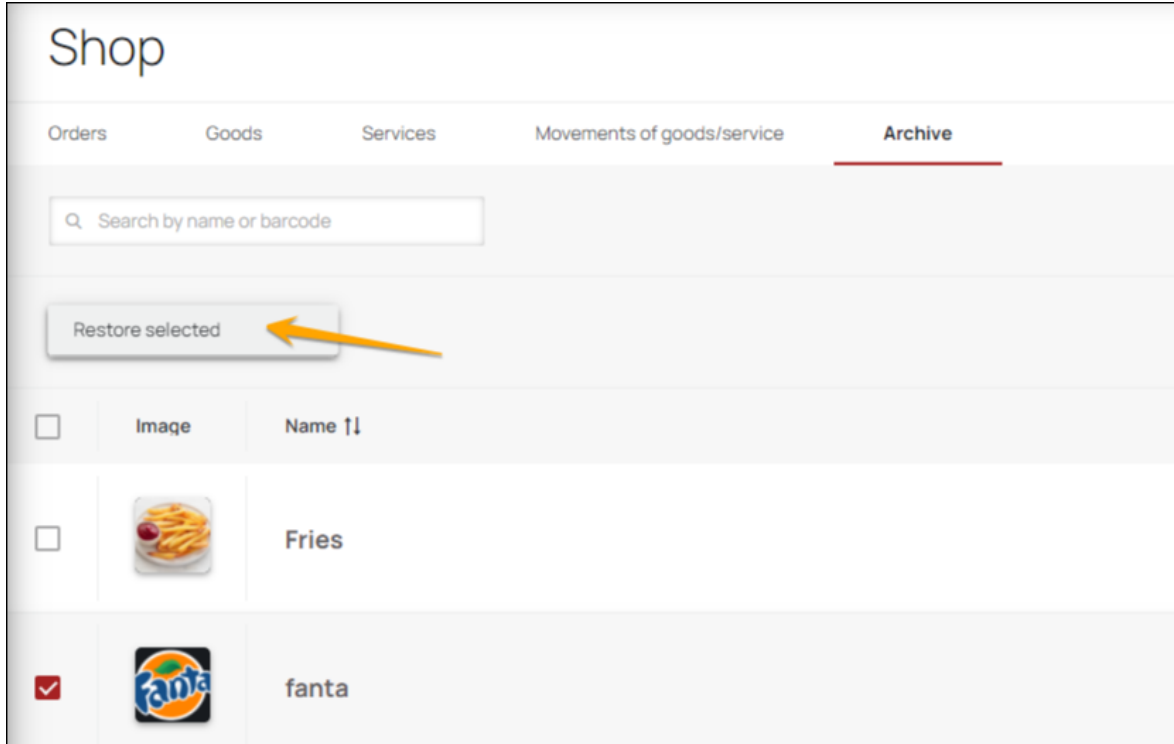 Shop
Orders Goods Services Movements of goods/service Archive
Search by name or barcode
Restore selected
Image Name ↑↓
Fries
Fanta
fanta